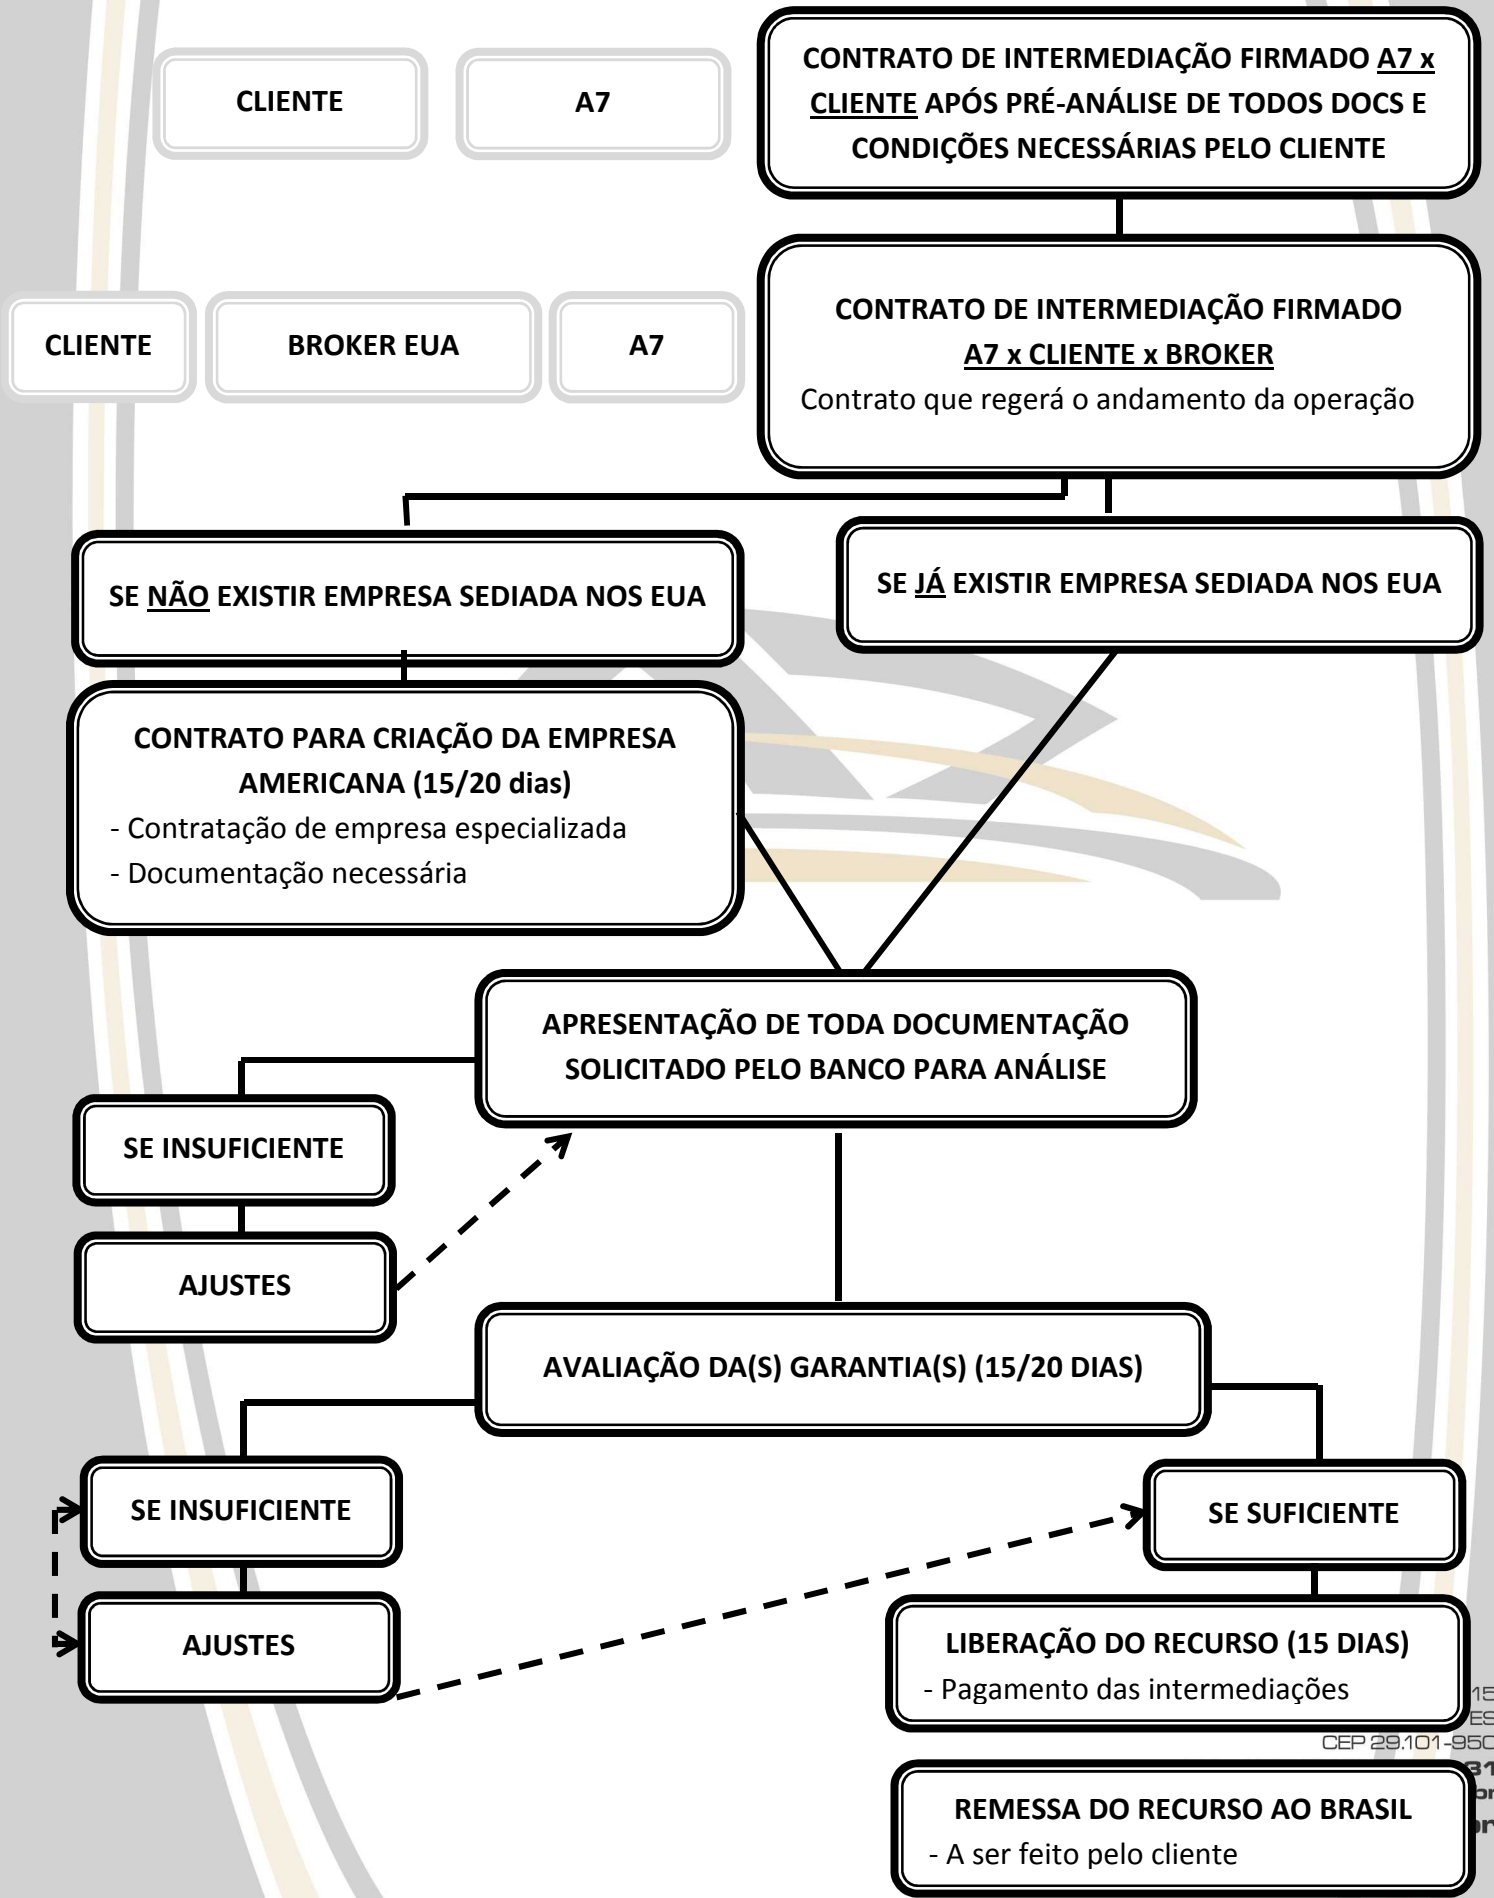 CLIENTE
A7
CONTRATO DE INTERMEDIAÇÃO FIRMADO A7 x
CLIENTE APÓS PRÉ-ANÁLISE DE TODOS DOCS E
CONDIÇÕES NECESSÁRIAS PELO CLIENTE
CLIENTE
BROKER EUA
A7
CONTRATO DE INTERMEDIAÇÃO FIRMADO
A7 x CLIENTE x BROKER
Contrato que regerá o andamento da operação
SE NÃO EXISTIR EMPRESA SEDIADA NOS EUA
SE JÁ EXISTIR EMPRESA SEDIADA NOS EUA
CONTRATO PARA CRIAÇÃO DA EMPRESA
AMERICANA (15/20 dias)
- Contratação de empresa especializada
- Documentação necessária
APRESENTAÇÃO DE TODA DOCUMENTAÇÃO
SOLICITADO PELO BANCO PARA ANÁLISE
SE INSUFICIENTE
AJUSTES
AVALIAÇÃO DA(S) GARANTIA(S) (15/20 DIAS)
SE INSUFICIENTE
SE SUFICIENTE
AJUSTES
LIBERAÇÃO DO RECURSO (15 DIAS)
- Pagamento das intermediações
15
ES
CEP 29.101-950
31
REMESSA DO RECURSO AO BRASIL
- A ser feito pelo cliente